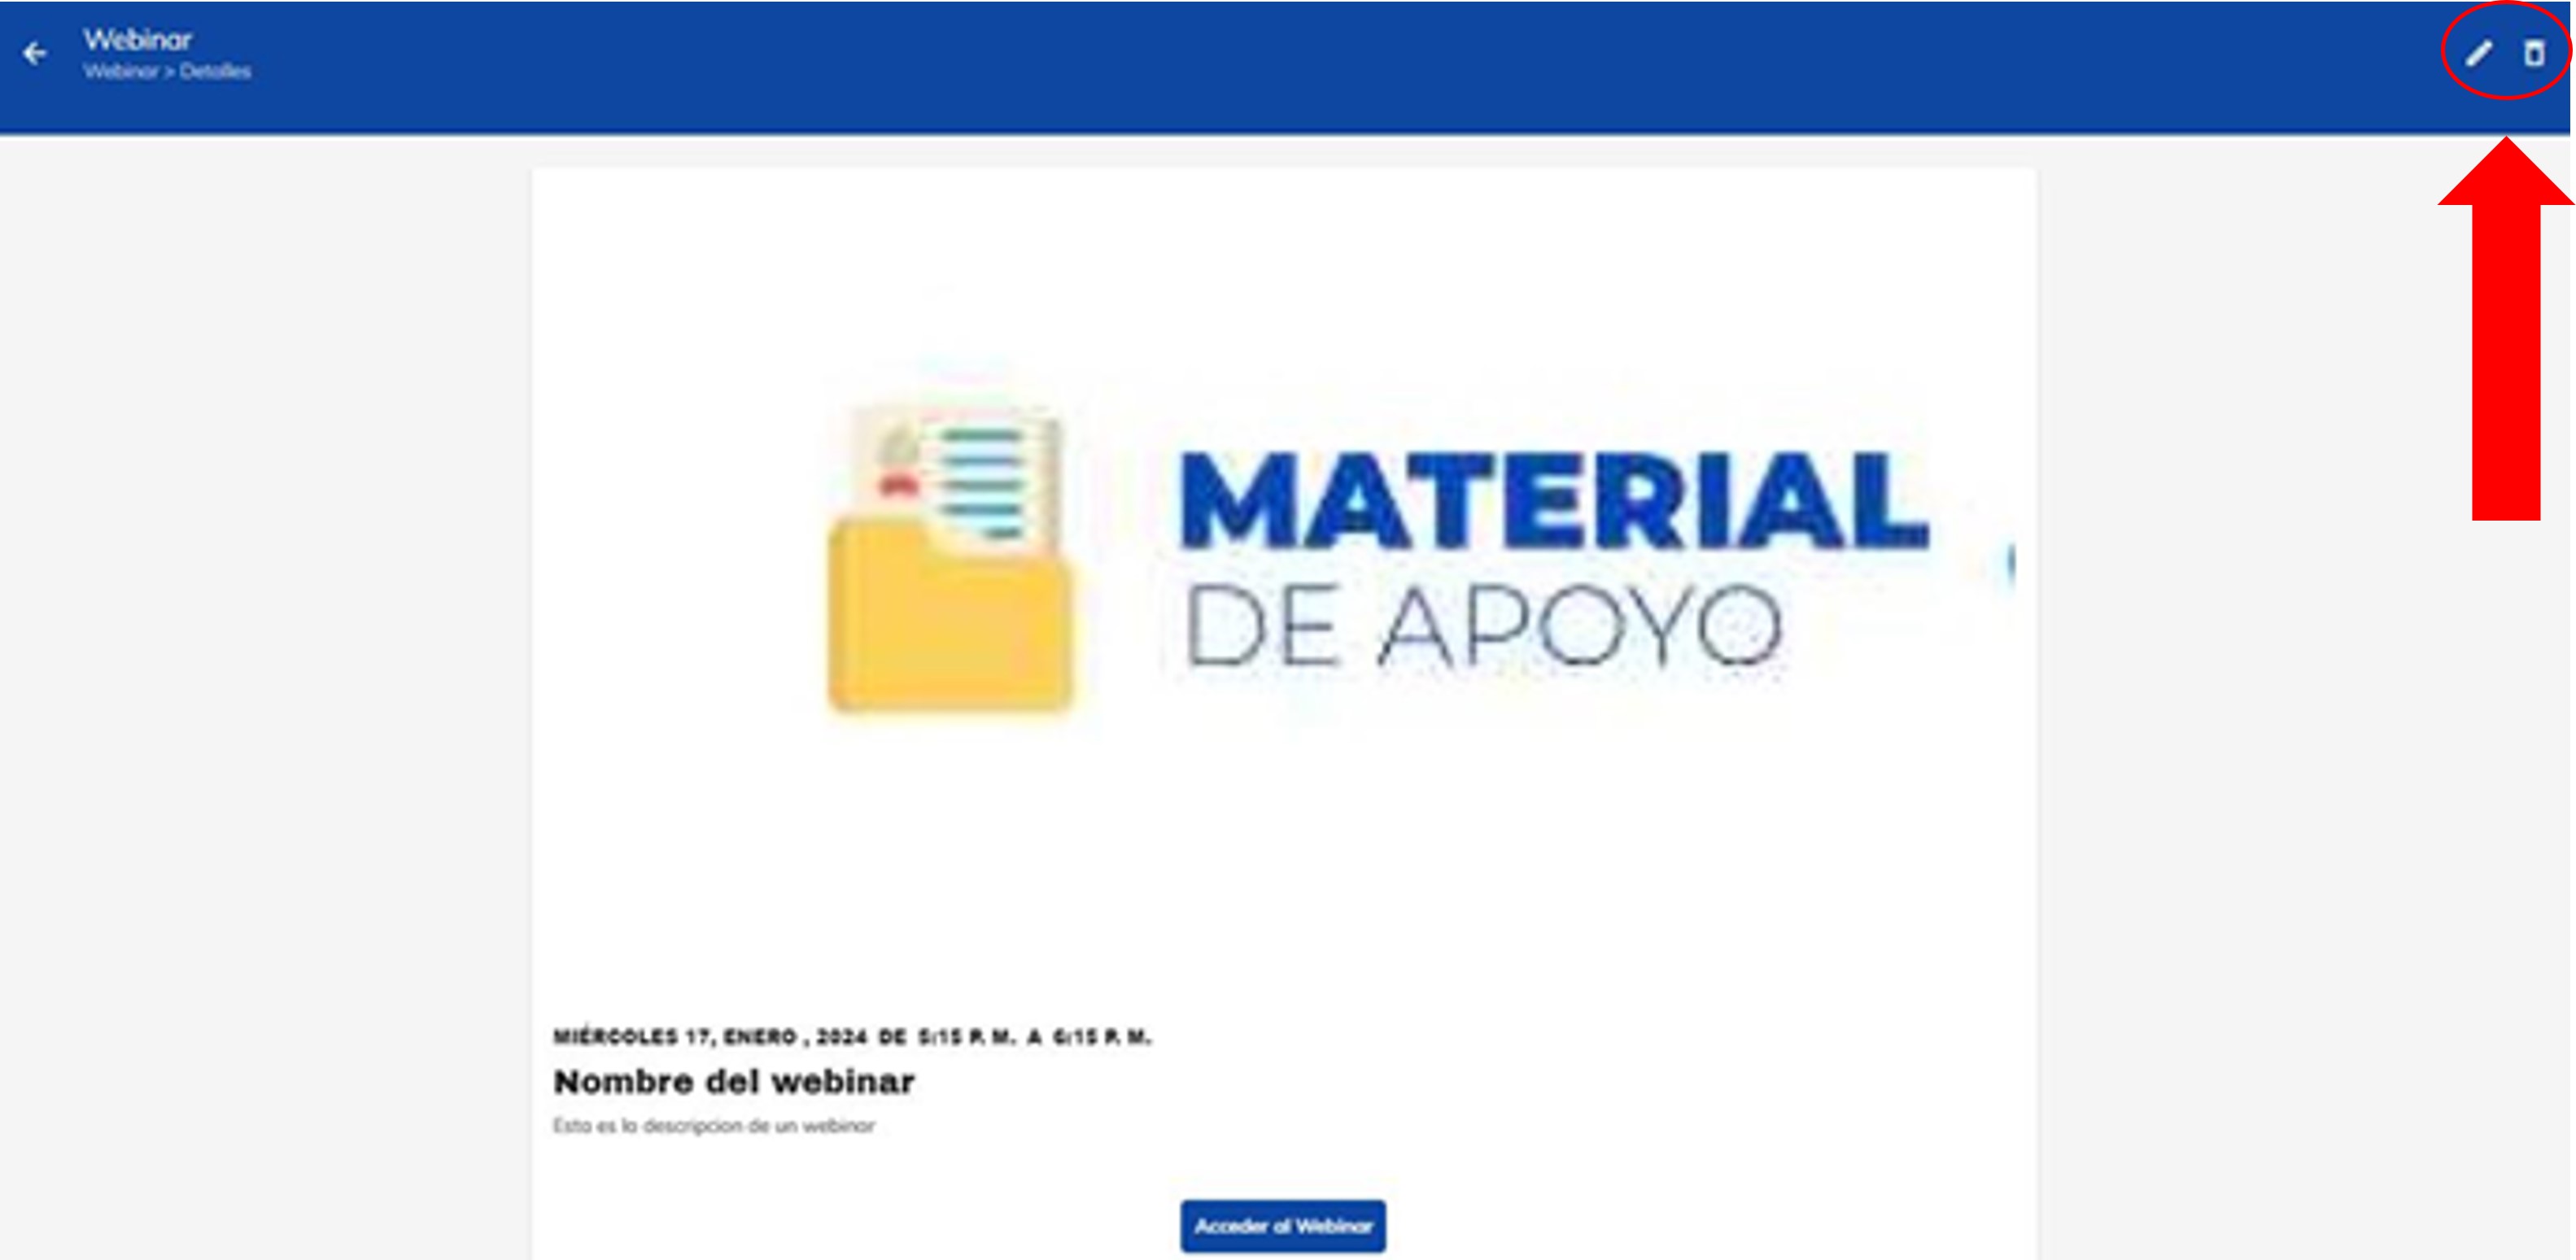 Webinar
Webinar > Detalles
MATERIAL
DE APOYO
MIÉRCOLES 17, ENERO , 2024 DE 5:15 P. M. A 6:15 P. M.
Nombre del webinar
Esta es la descripcion de un webinar
Acceder al Webinar